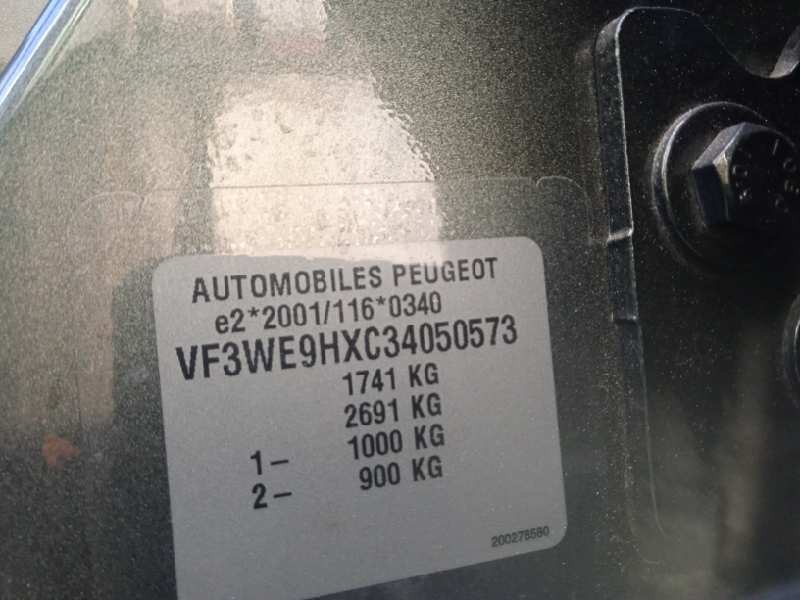 AUTOMOBILES PEUGEOT
e2*2001/116*0340
VF3WE9HXC34050573
1741 KG
2691 KG
1- 1000 KG
2- 900 KG
200278580